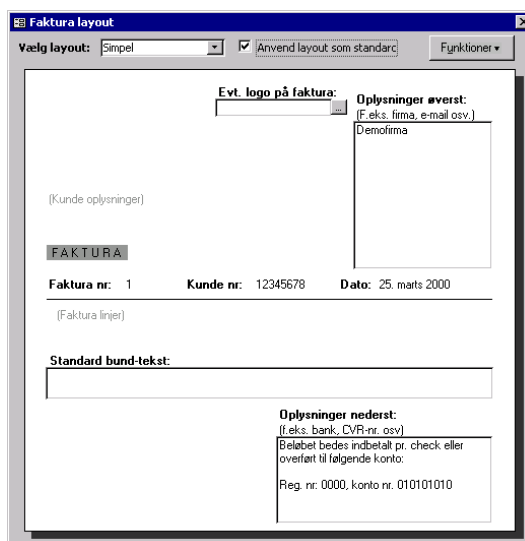 Faktura layout
Vælg layout: Simpel Anvend layout som standard Funktioner
Evt. logo på faktura:
...
Oplysninger øverst:
(F.eks. firma, e-mail osv.)
Demofirma
(Kunde oplysninger)
FAKTURA
Faktura nr: 1 Kunde nr: 12345678 Dato: 25. marts 2000
(Faktura linjer)
Standard bund-tekst:
Oplysninger nederst:
(f.eks. bank, CVR-nr. osv)
Beløbet bedes indbetalt pr. check eller
overført til følgende konto:
Reg. nr: 0000, konto nr. 010101010